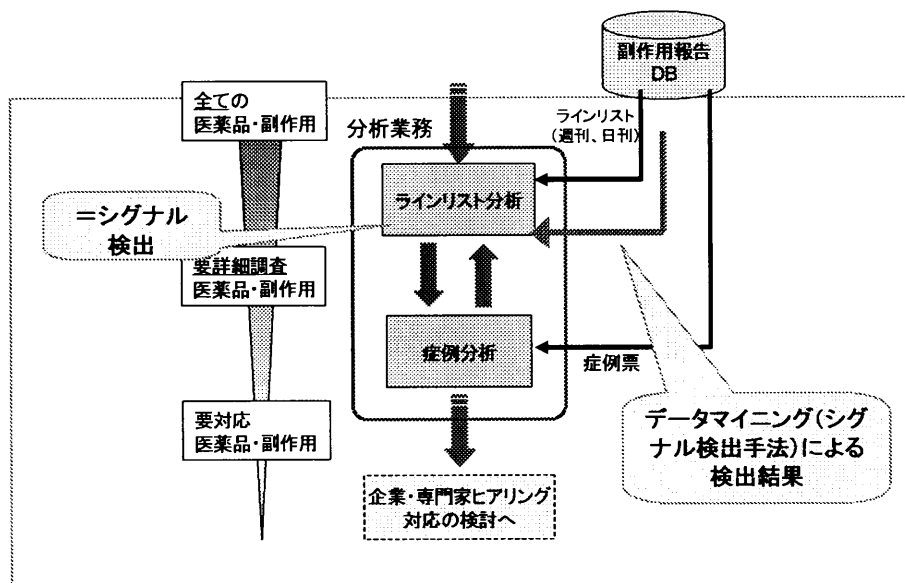 副作用報告
DB
全ての
医薬品・副作用
分析業務
ラインリスト
(週刊、日刊)
ラインリスト分析
=シグナル
検出
要詳細調査
医薬品・副作用
症例分析
症例票
要対応
医薬品・副作用
データマイニング(シグ
ナル検出手法)による
検出結果
企業・専門家ヒアリング
対応の検討へ